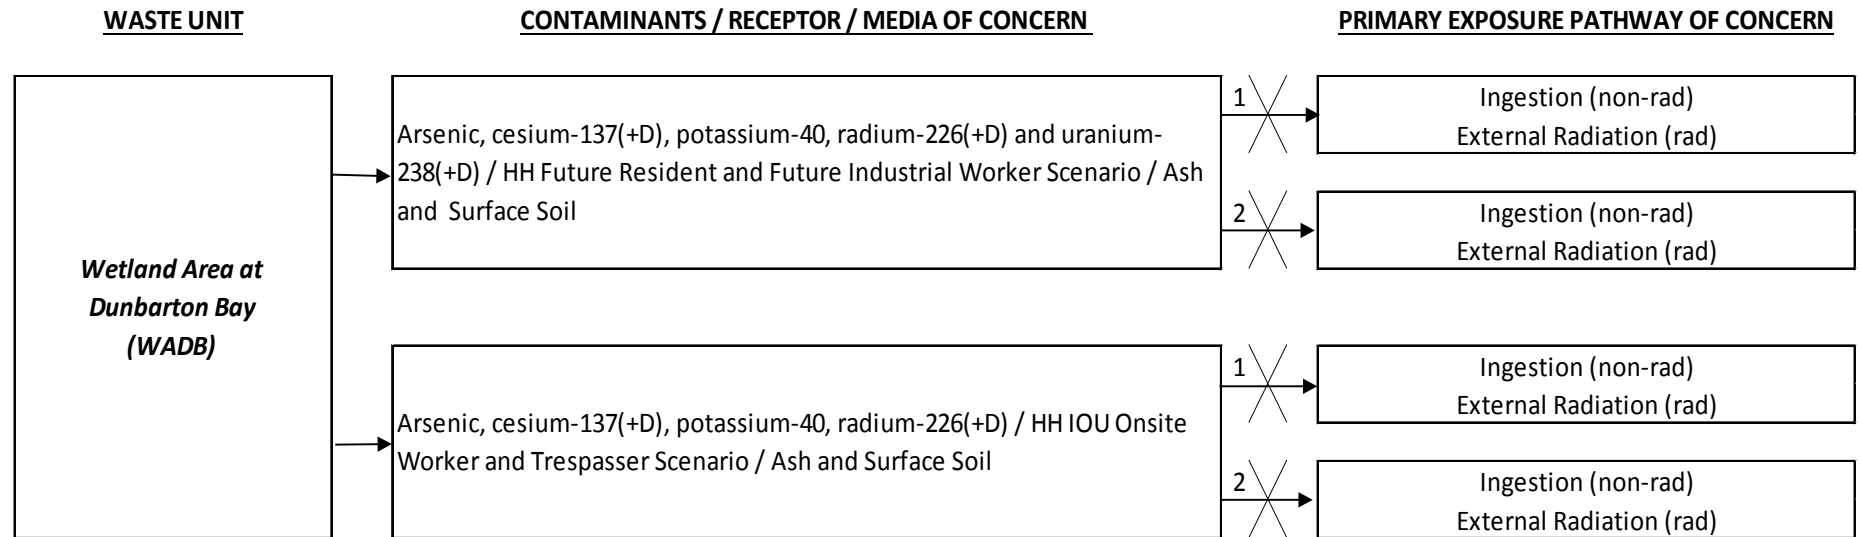 WASTE UNIT
CONTAMINANTS / RECEPTOR / MEDIA OF CONCERN
PRIMARY EXPOSURE PATHWAY OF CONCERN
Wetland Area at
Dunbarton Bay
(WADB)
Arsenic, cesium-137(+D), potassium-40, radium-226(+D) and uranium-
238(+D) / HH Future Resident and Future Industrial Worker Scenario / Ash
and Surface Soil
1
Ingestion (non-rad)
External Radiation (rad)
2
Ingestion (non-rad)
External Radiation (rad)
Arsenic, cesium-137(+D), potassium-40, radium-226(+D) / HH IOU Onsite
Worker and Trespasser Scenario / Ash and Surface Soil
1
Ingestion (non-rad)
External Radiation (rad)
2
Ingestion (non-rad)
External Radiation (rad)